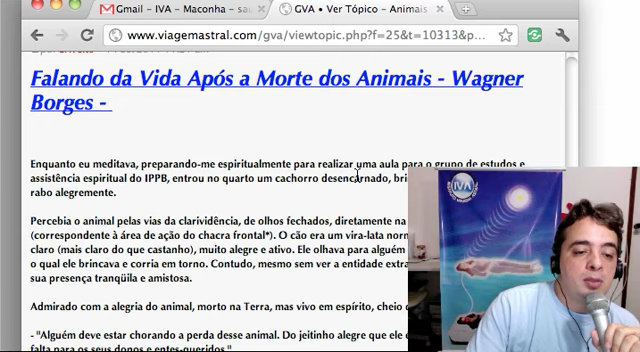 Gmail - IVA - Maconha - sau
GVA • Ver Tópico - Animais
www.viagemastral.com/gva/viewtopic.php?f=25&t=10313&p...
Falando da Vida Após a Morte dos Animais - Wagner
Borges -
Enquanto eu meditava, preparando-me espiritualmente para realizar uma aula para o grupo de estudos e
assistência espiritual do IPPB, entrou no quarto um cachorro desencarnado, bri
rabo alegremente.
Percebia o animal pelas vias da clarividência, de olhos fechados, diretamente na
(correspondente à área de ação do chacra frontal*). O cão era um vira-lata norm
claro (mais claro do que castanho), muito alegre e ativo. Ele olhava para alguém
o qual ele brincava e corria em torno. Contudo, mesmo sem ver a entidade extra
sua presença tranqüila e amistosa.
Admirado com a alegria do animal, morto na Terra, mas vivo em espírito, cheio d
- "Alguém deve estar chorando a perda desse animal. Do jeitinho alegre que ele é
falta para os seus donos e entes-queridos."
IVA